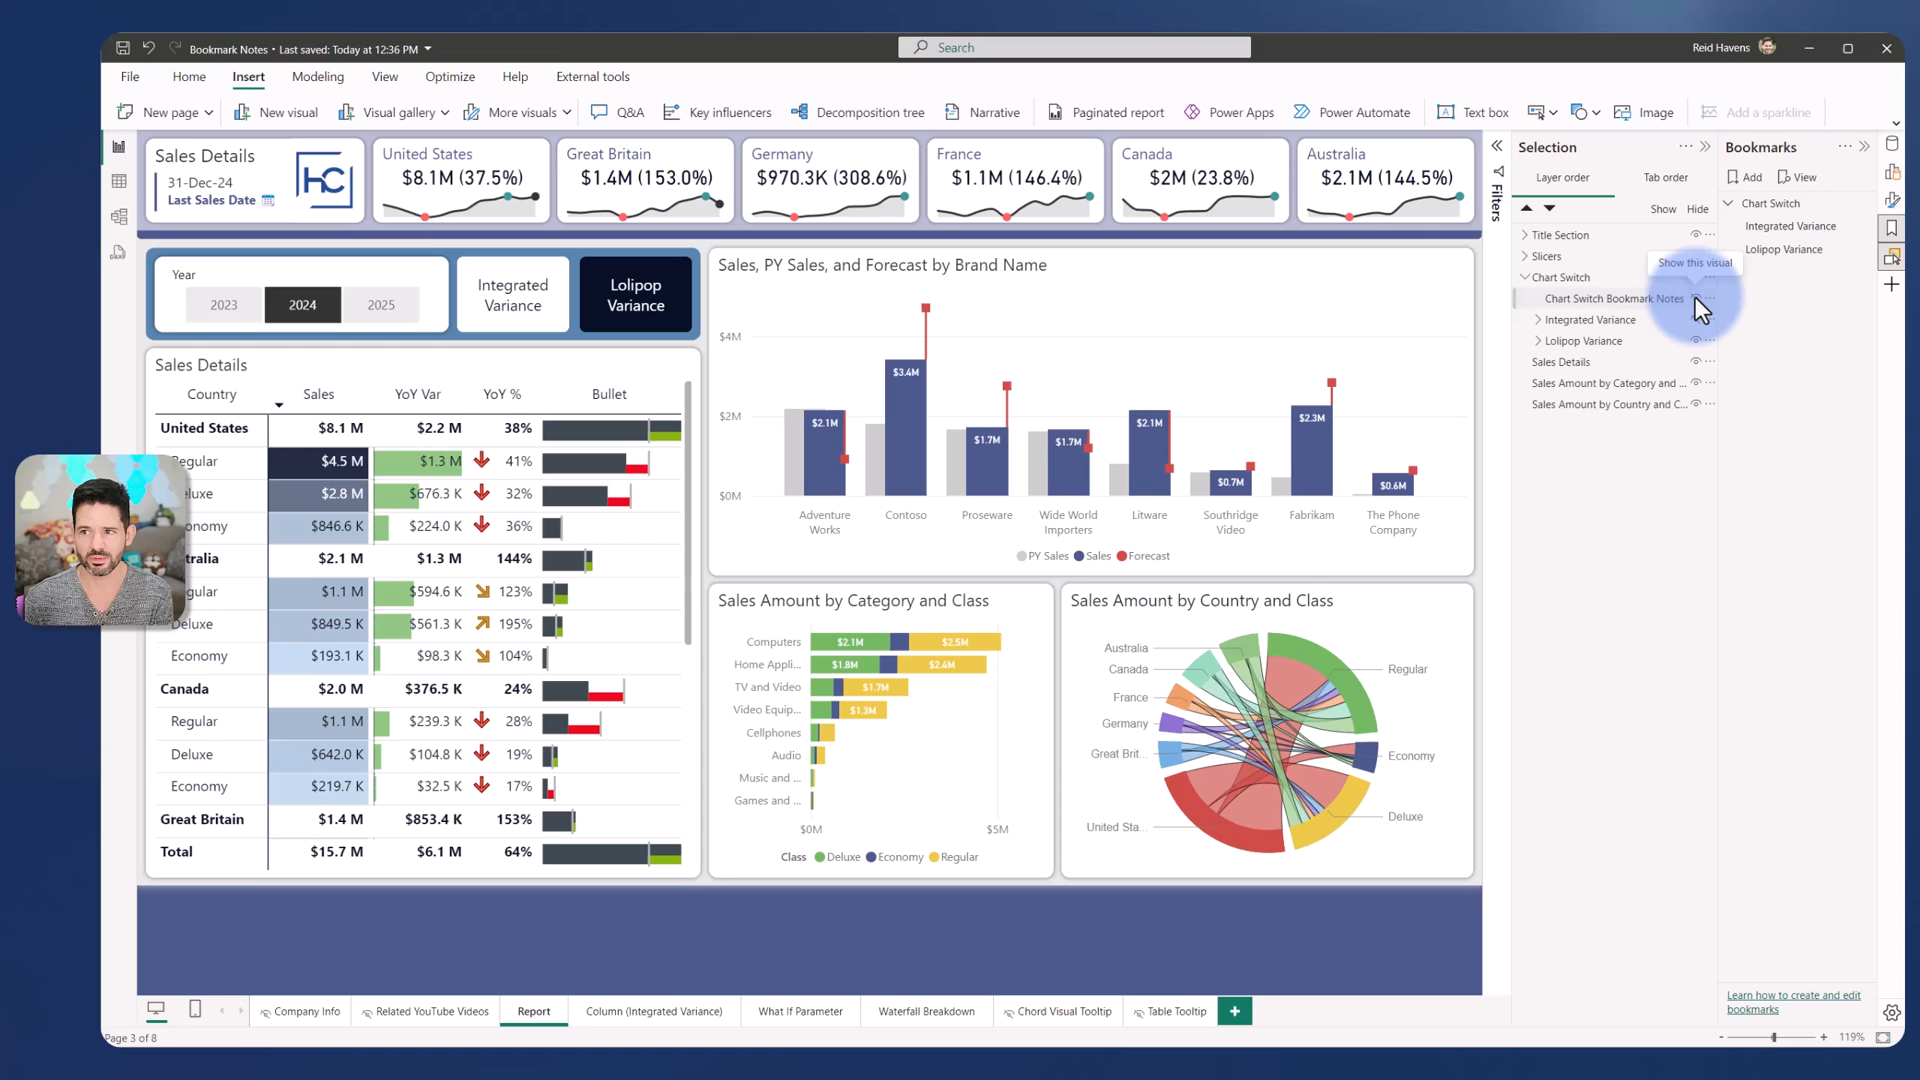 Bookmark Notes • Last saved: Today at 12:36 PM
Search
Reid Havens
File Home Insert Modeling View Optimize Help External tools
New page New visual Visual gallery More visuals Q&A Key influencers Decomposition tree Narrative Paginated report Power Apps Power Automate Text box Image Add a sparkline
Sales Details
31-Dec-24
Last Sales Date
HC
United States
$8.1M (37.5%)
Great Britain
$1.4M (153.0%)
Germany
$970.3K (308.6%)
France
$1.1M (146.4%)
Canada
$2M (23.8%)
Australia
$2.1M (144.5%)
Year
2023 2024 2025
Integrated
Variance
Lolipop
Variance
Sales Details
Country Sales YoY Var YoY % Bullet
United States $8.1 M $2.2 M 38%
egular $4.5 M $1.3 M 41%
eluxe $2.8 M $676.3 K 32%
onomy $846.6 K $224.0 K 36%
tralia $2.1 M $1.3 M 144%
gular $1.1 M $594.6 K 123%
Deluxe $849.5 K $561.3 K 195%
Economy $193.1 K $98.3 K 104%
Canada $2.0 M $376.5 K 24%
Regular $1.1 M $239.3 K 28%
Deluxe $642.0 K $104.8 K 19%
Economy $219.7 K $32.5 K 17%
Great Britain $1.4 M $853.4 K 153%
Total $15.7 M $6.1 M 64%
Sales, PY Sales, and Forecast by Brand Name
$4M
$2M
$0M
$2.1M $3.4M $1.7M $1.7M $2.1M $0.7M $2.3M $0.6M
Adventure
Works
Contoso
Proseware
Wide World
Importers
Litware
Southridge
Video
Fabrikam
The Phone
Company
PY Sales Sales Forecast
Sales Amount by Category and Class
Computers $2.1M $2.5M
Home Appli... $1.8M $2.4M
TV and Video $1.7M
Video Equip... $1.3M
Cellphones
Audio
Music and ...
Games and ...
$0M $5M
Class Deluxe Economy Regular
Sales Amount by Country and Class
Australia
Canada
France
Germany
Great Brit...
United Sta...
Regular
Economy
Deluxe
Filters
Selection
Layer order Tab order
Show Hide
Title Section
Slicers
Show this visual
Chart Switch
Chart Switch Bookmark Notes
Integrated Variance
Lolipop Variance
Sales Details
Sales Amount by Category and ...
Sales Amount by Country and C...
Bookmarks
Add View
Chart Switch
Integrated Variance
Lolipop Variance
Learn how to create and edit
bookmarks
Company Info Related YouTube Videos Report Column (Integrated Variance) What If Parameter Waterfall Breakdown Chord Visual Tooltip Table Tooltip
Page 3 of 8
- + 119%